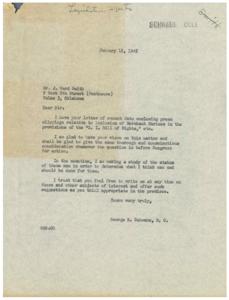 Legislation
January 18, 1945
Mr. J. Ward Smith
Tulsa 3, Oklahoma
Dear Sir:
I have your letter of recent date enclosing press
clippings relative to inclusion of Merchant Marines in the
provisions of the "G. I. Bill of Rights," etc.
I am glad to have your views on this matter and
shall be glad to give the same thorough and conscientious
consideration whenever the question is before Congress
for action.
In the meantime, I am making a study of the status
of these men in order to determine what I think can and
should be done for them.
I trust that you feel free to write me at any time on
these and other subjects of interest and offer such
suggestions as you think appropriate in the premises.
Yours very truly,
George B. Schwabe, M. C.